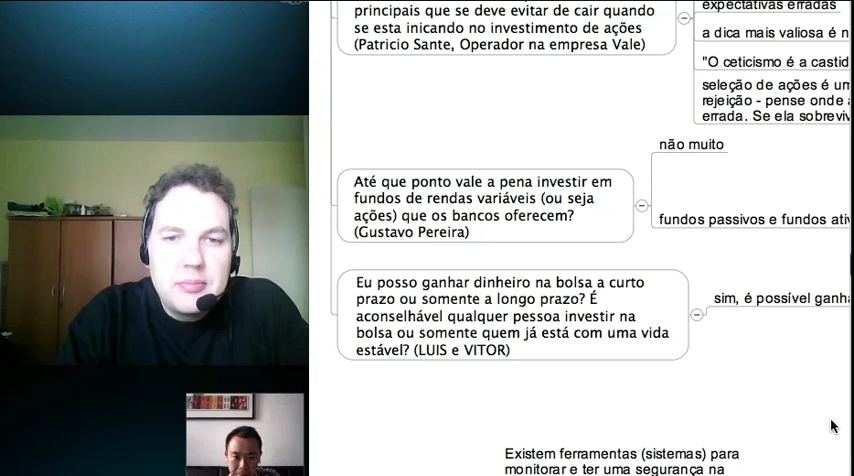 principais que se deve evitar de cair quando
se esta inicando no investimento de ações
(Patricio Sante, Operador na empresa Vale)
expectativas erradas
a dica mais valiosa é n
"O ceticismo é a castid
seleção de ações é um
rejeição - pense onde
errada. Se ela sobreviv
Até que ponto vale a pena investir em
fundos de rendas variáveis (ou seja
ações) que os bancos oferecem?
(Gustavo Pereira)
não muito
fundos passivos e fundos ativ
Eu posso ganhar dinheiro na bolsa a curto
prazo ou somente a longo prazo? É
aconselhável qualquer pessoa investir na
bolsa ou somente quem já está com uma vida
estável? (LUIS e VITOR)
sim, é possível ganha
Existem ferramentas (sistemas) para
monitorar e ter uma segurança na